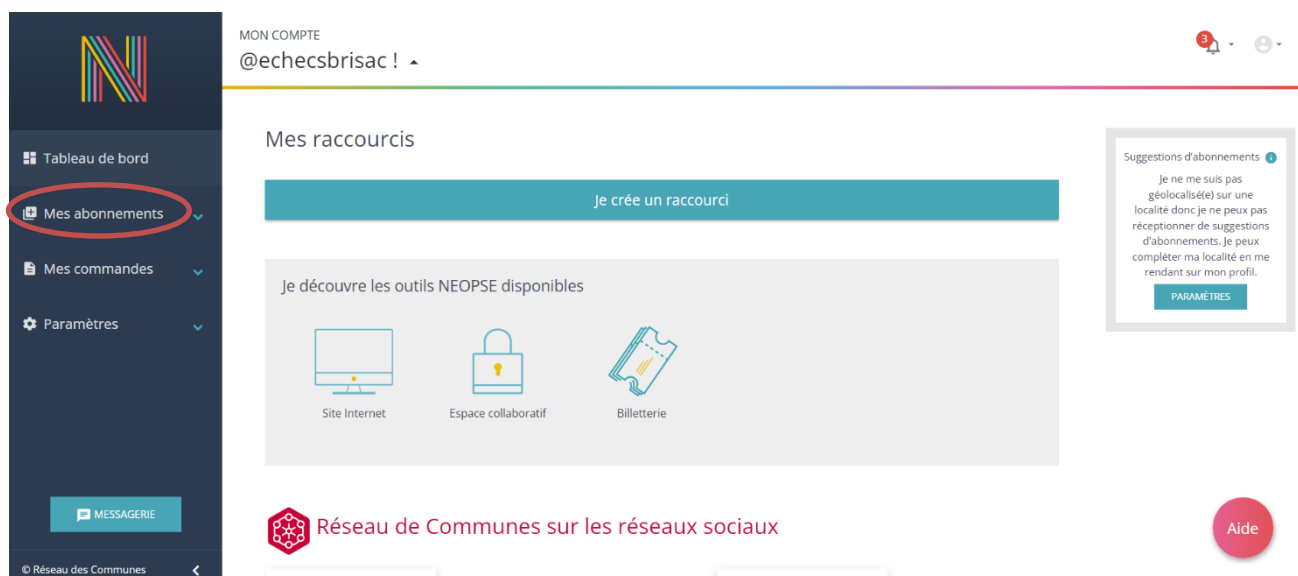 MON COMPTE
@echecsbrisac !
3
Tableau de bord
Mes abonnements
Mes commandes
Paramètres
MESSAGERIE
© Réseau des Communes
Mes raccourcis
Je crée un raccourci
Je découvre les outils NEOPSE disponibles
Site Internet
Espace collaboratif
Billetterie
Réseau de Communes sur les réseaux sociaux
Suggestions d'abonnements
Je ne me suis pas
géolocalisé(e) sur une
localité donc je ne peux pas
réceptionner de suggestions
d'abonnements. Je peux
compléter ma localité en me
rendant sur mon profil.
PARAMÈTRES
Aide